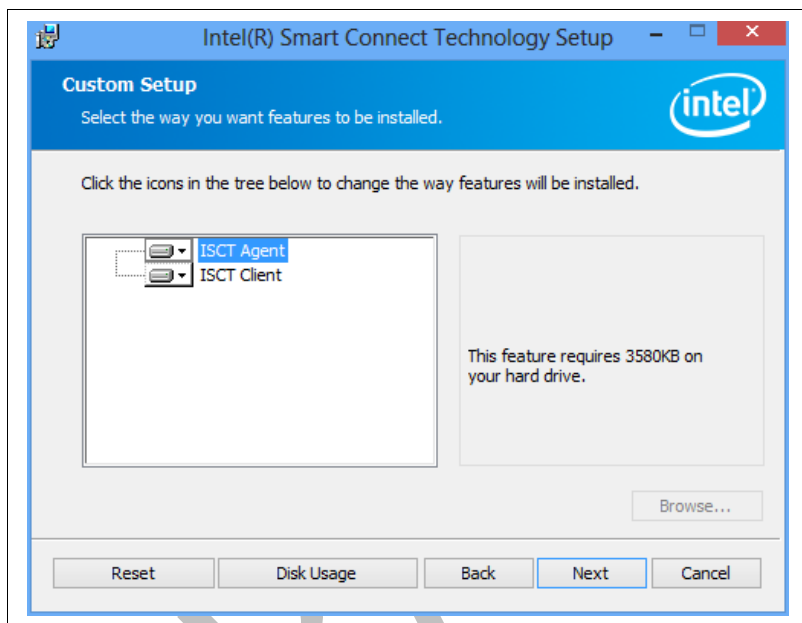 Intel(R) Smart Connect Technology Setup
Custom Setup
Select the way you want features to be installed.
intel
Click the icons in the tree below to change the way features will be installed.
ISCT Agent
ISCT Client
This feature requires 3580KB on
your hard drive.
Browse...
Reset
Disk Usage
Back
Next
Cancel